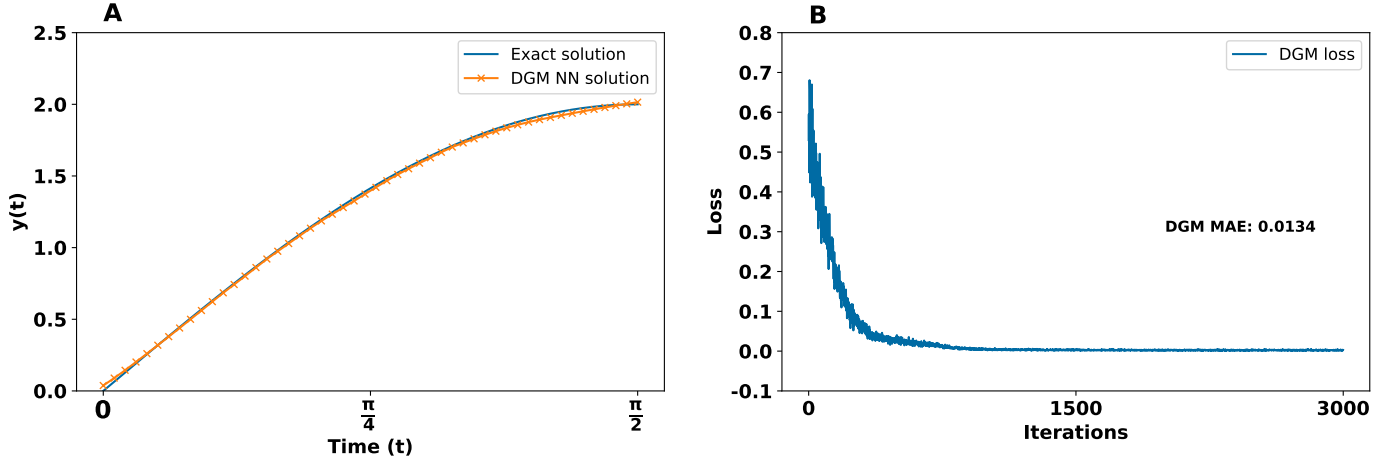 A
2.5
2.0
1.5
1.0
0.5
0.0
y(t)
Exact solution
DGM NN solution
0
π/4
π/2
Time (t)
B
0.8
0.7
0.6
0.5
0.4
0.3
0.2
0.1
0.0
-0.1
Loss
DGM loss
DGM MAE: 0.0134
0
1500
3000
Iterations